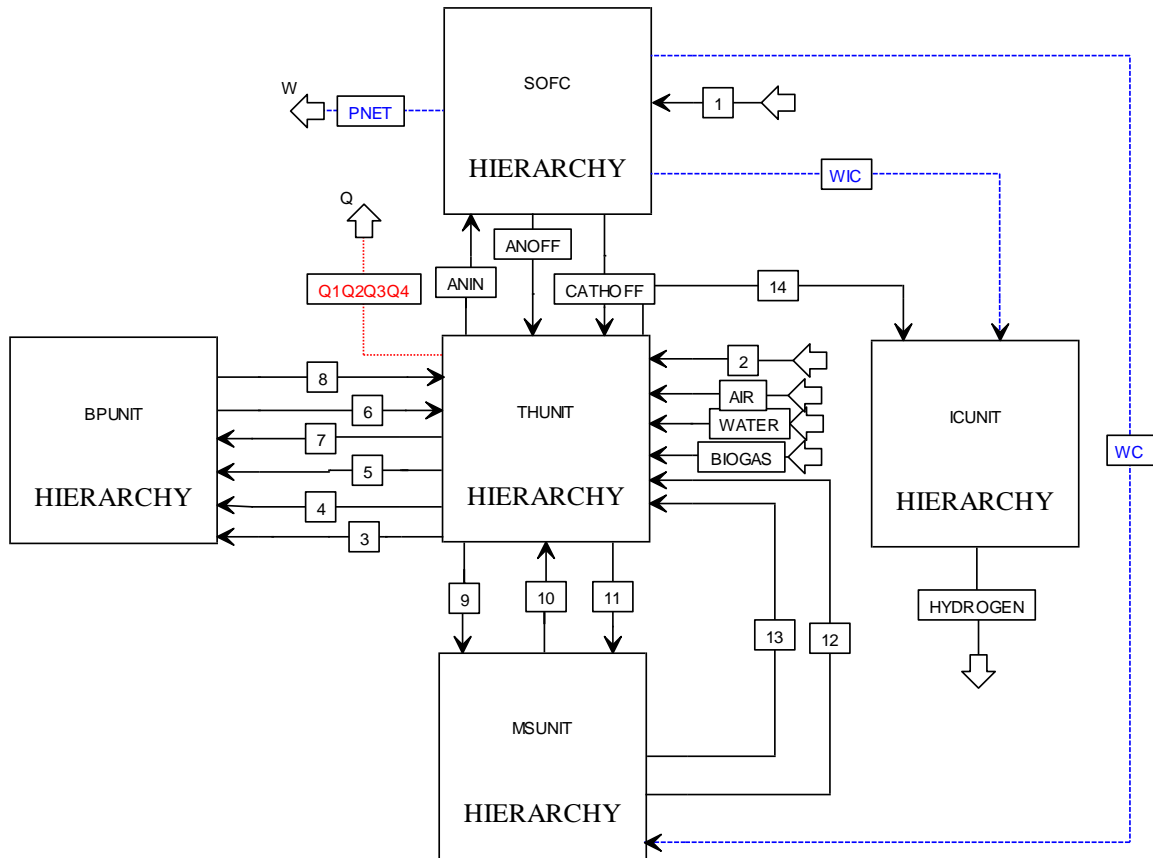 SOFC
W
PNET
1
HIERARCHY
WIC
Q
ANOFF
Q1Q2Q3Q4
ANIN
CATHOFF
14
2
8
AIR
BPUNIT
6
THUNIT
ICUNIT
WATER
7
BIOGAS
WC
5
HIERARCHY
4
HIERARCHY
HIERARCHY
3
9
10
11
HYDROGEN
13
12
MSUNIT
HIERARCHY